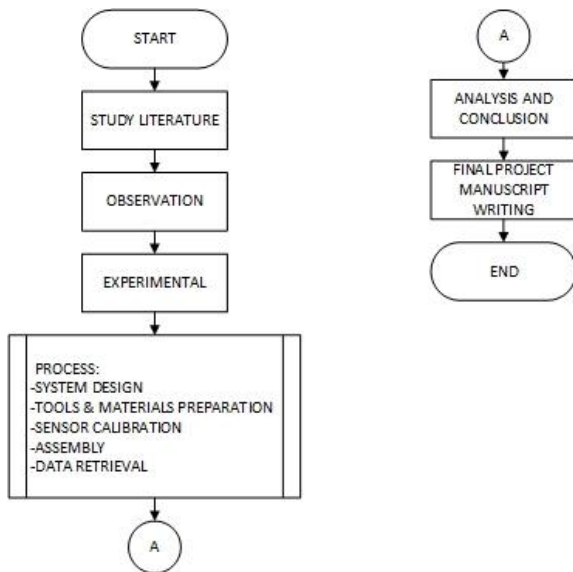 START
STUDY LITERATURE
OBSERVATION
EXPERIMENTAL
PROCESS:
-SYSTEM DESIGN
-TOOLS & MATERIALS PREPARATION
-SENSOR CALIBRATION
-ASSEMBLY
-DATA RETRIEVAL
A
A
ANALYSIS AND
CONCLUSION
FINAL PROJECT
MANUSCRIPT
WRITING
END